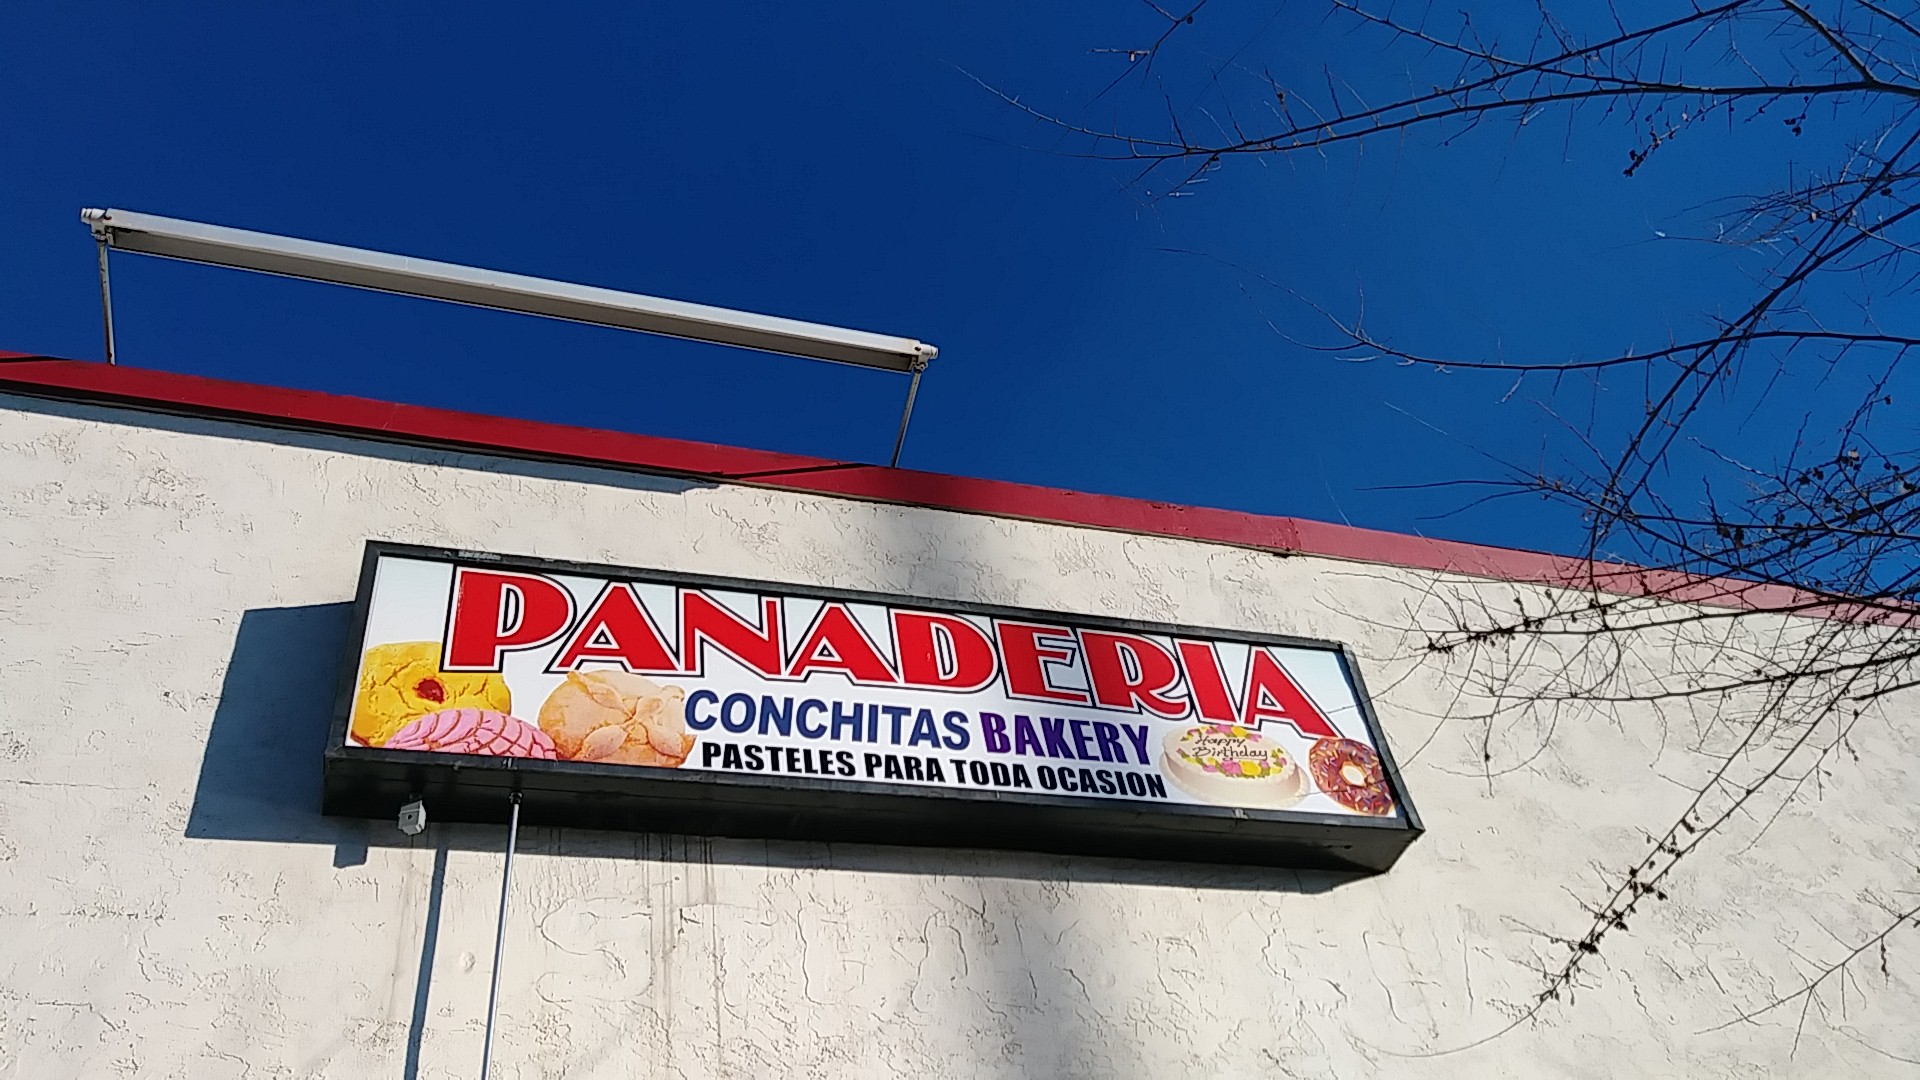 PANADERIA
CONCHITAS BAKERY
PASTELES PARA TODA OCASION
Happy
Birthday